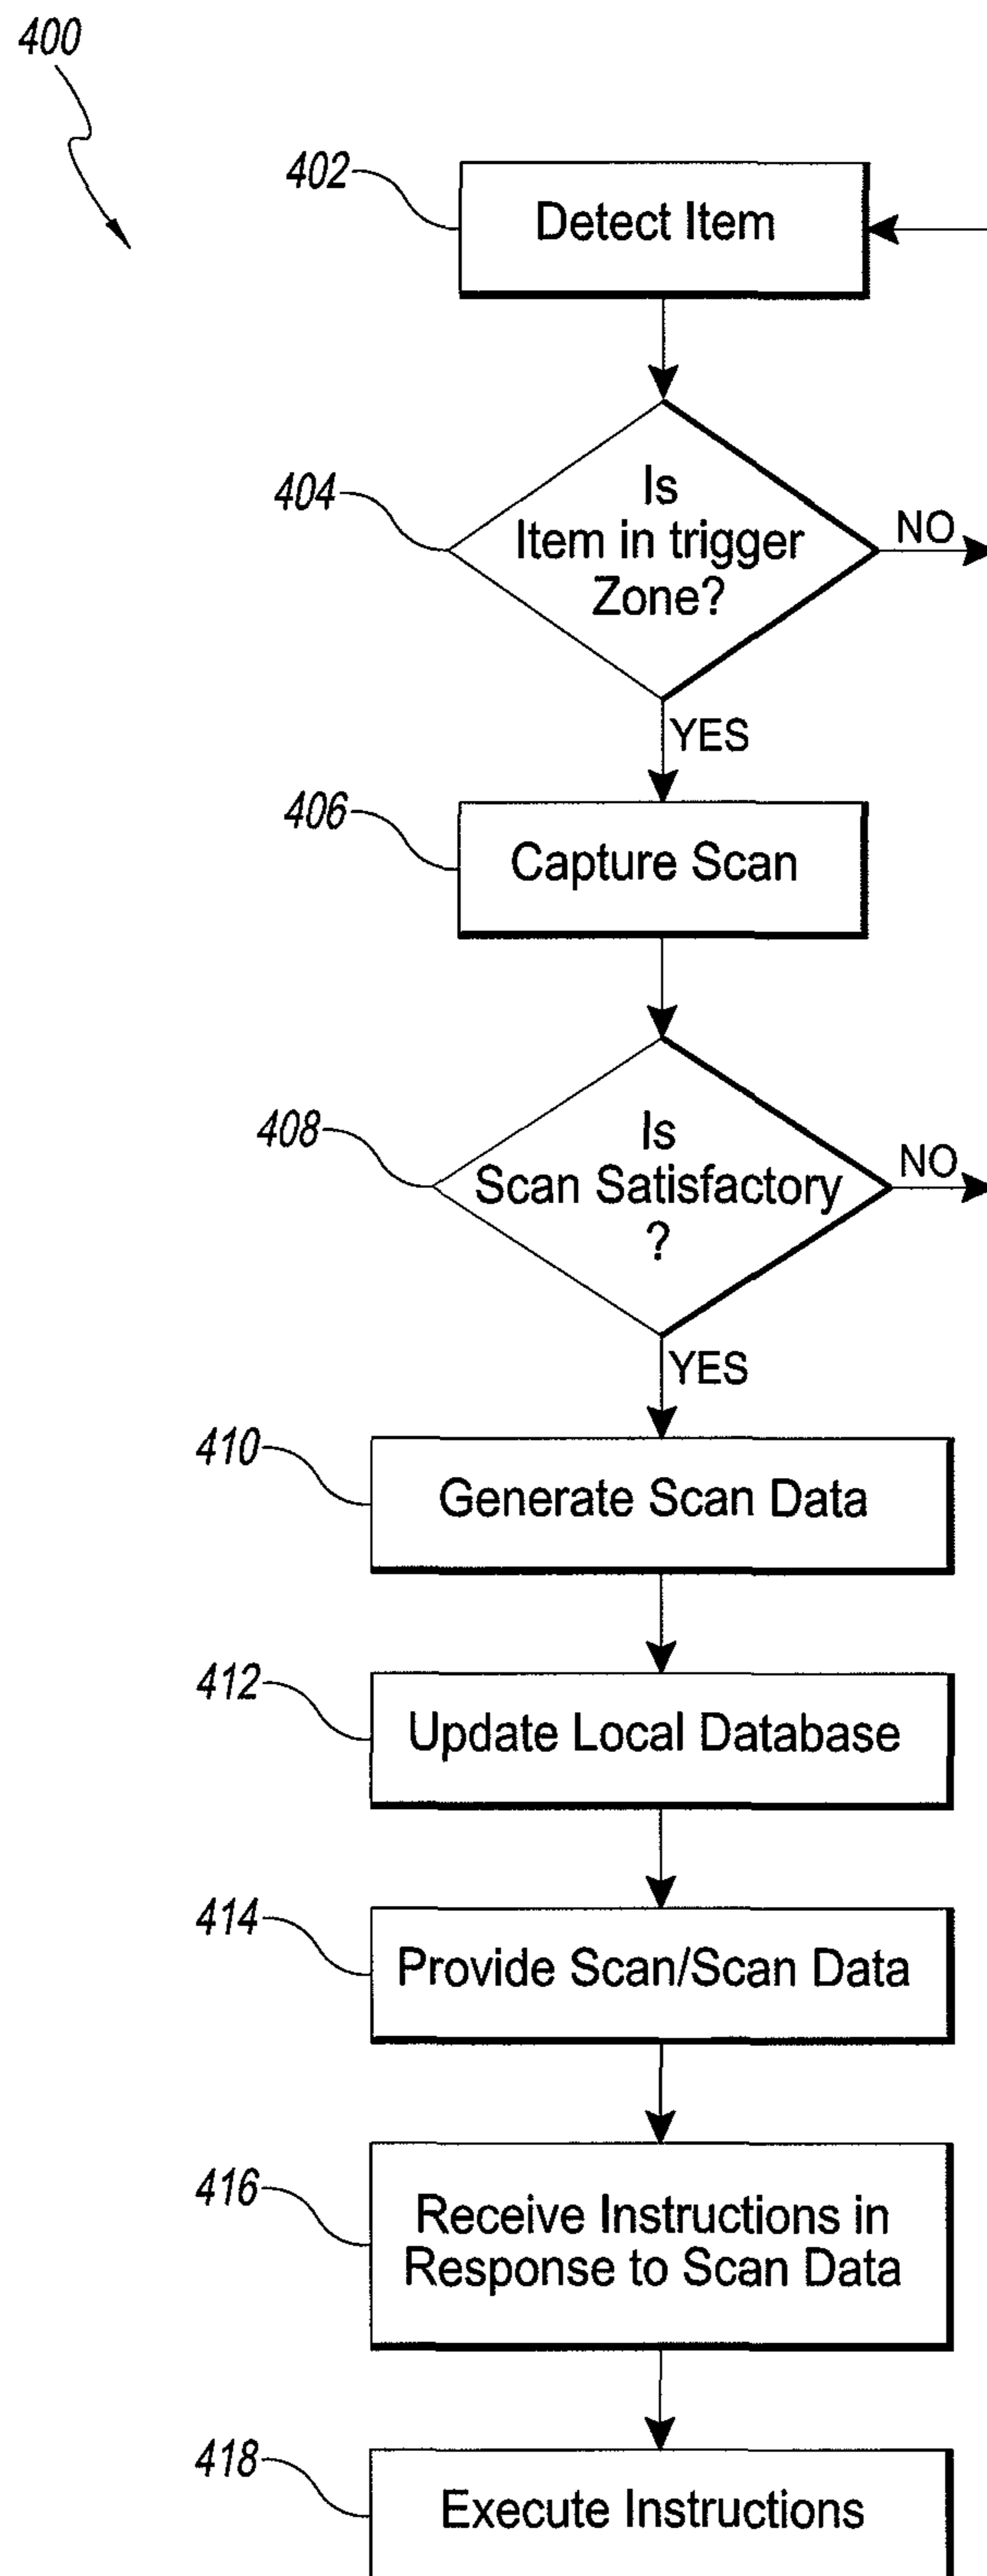 400
402
Detect Item
404
Is
Item in trigger
Zone?
NO
YES
406
Capture Scan
408
Is
Scan Satisfactory
?
NO
YES
410
Generate Scan Data
412
Update Local Database
414
Provide Scan/Scan Data
416
Receive Instructions in
Response to Scan Data
418
Execute Instructions